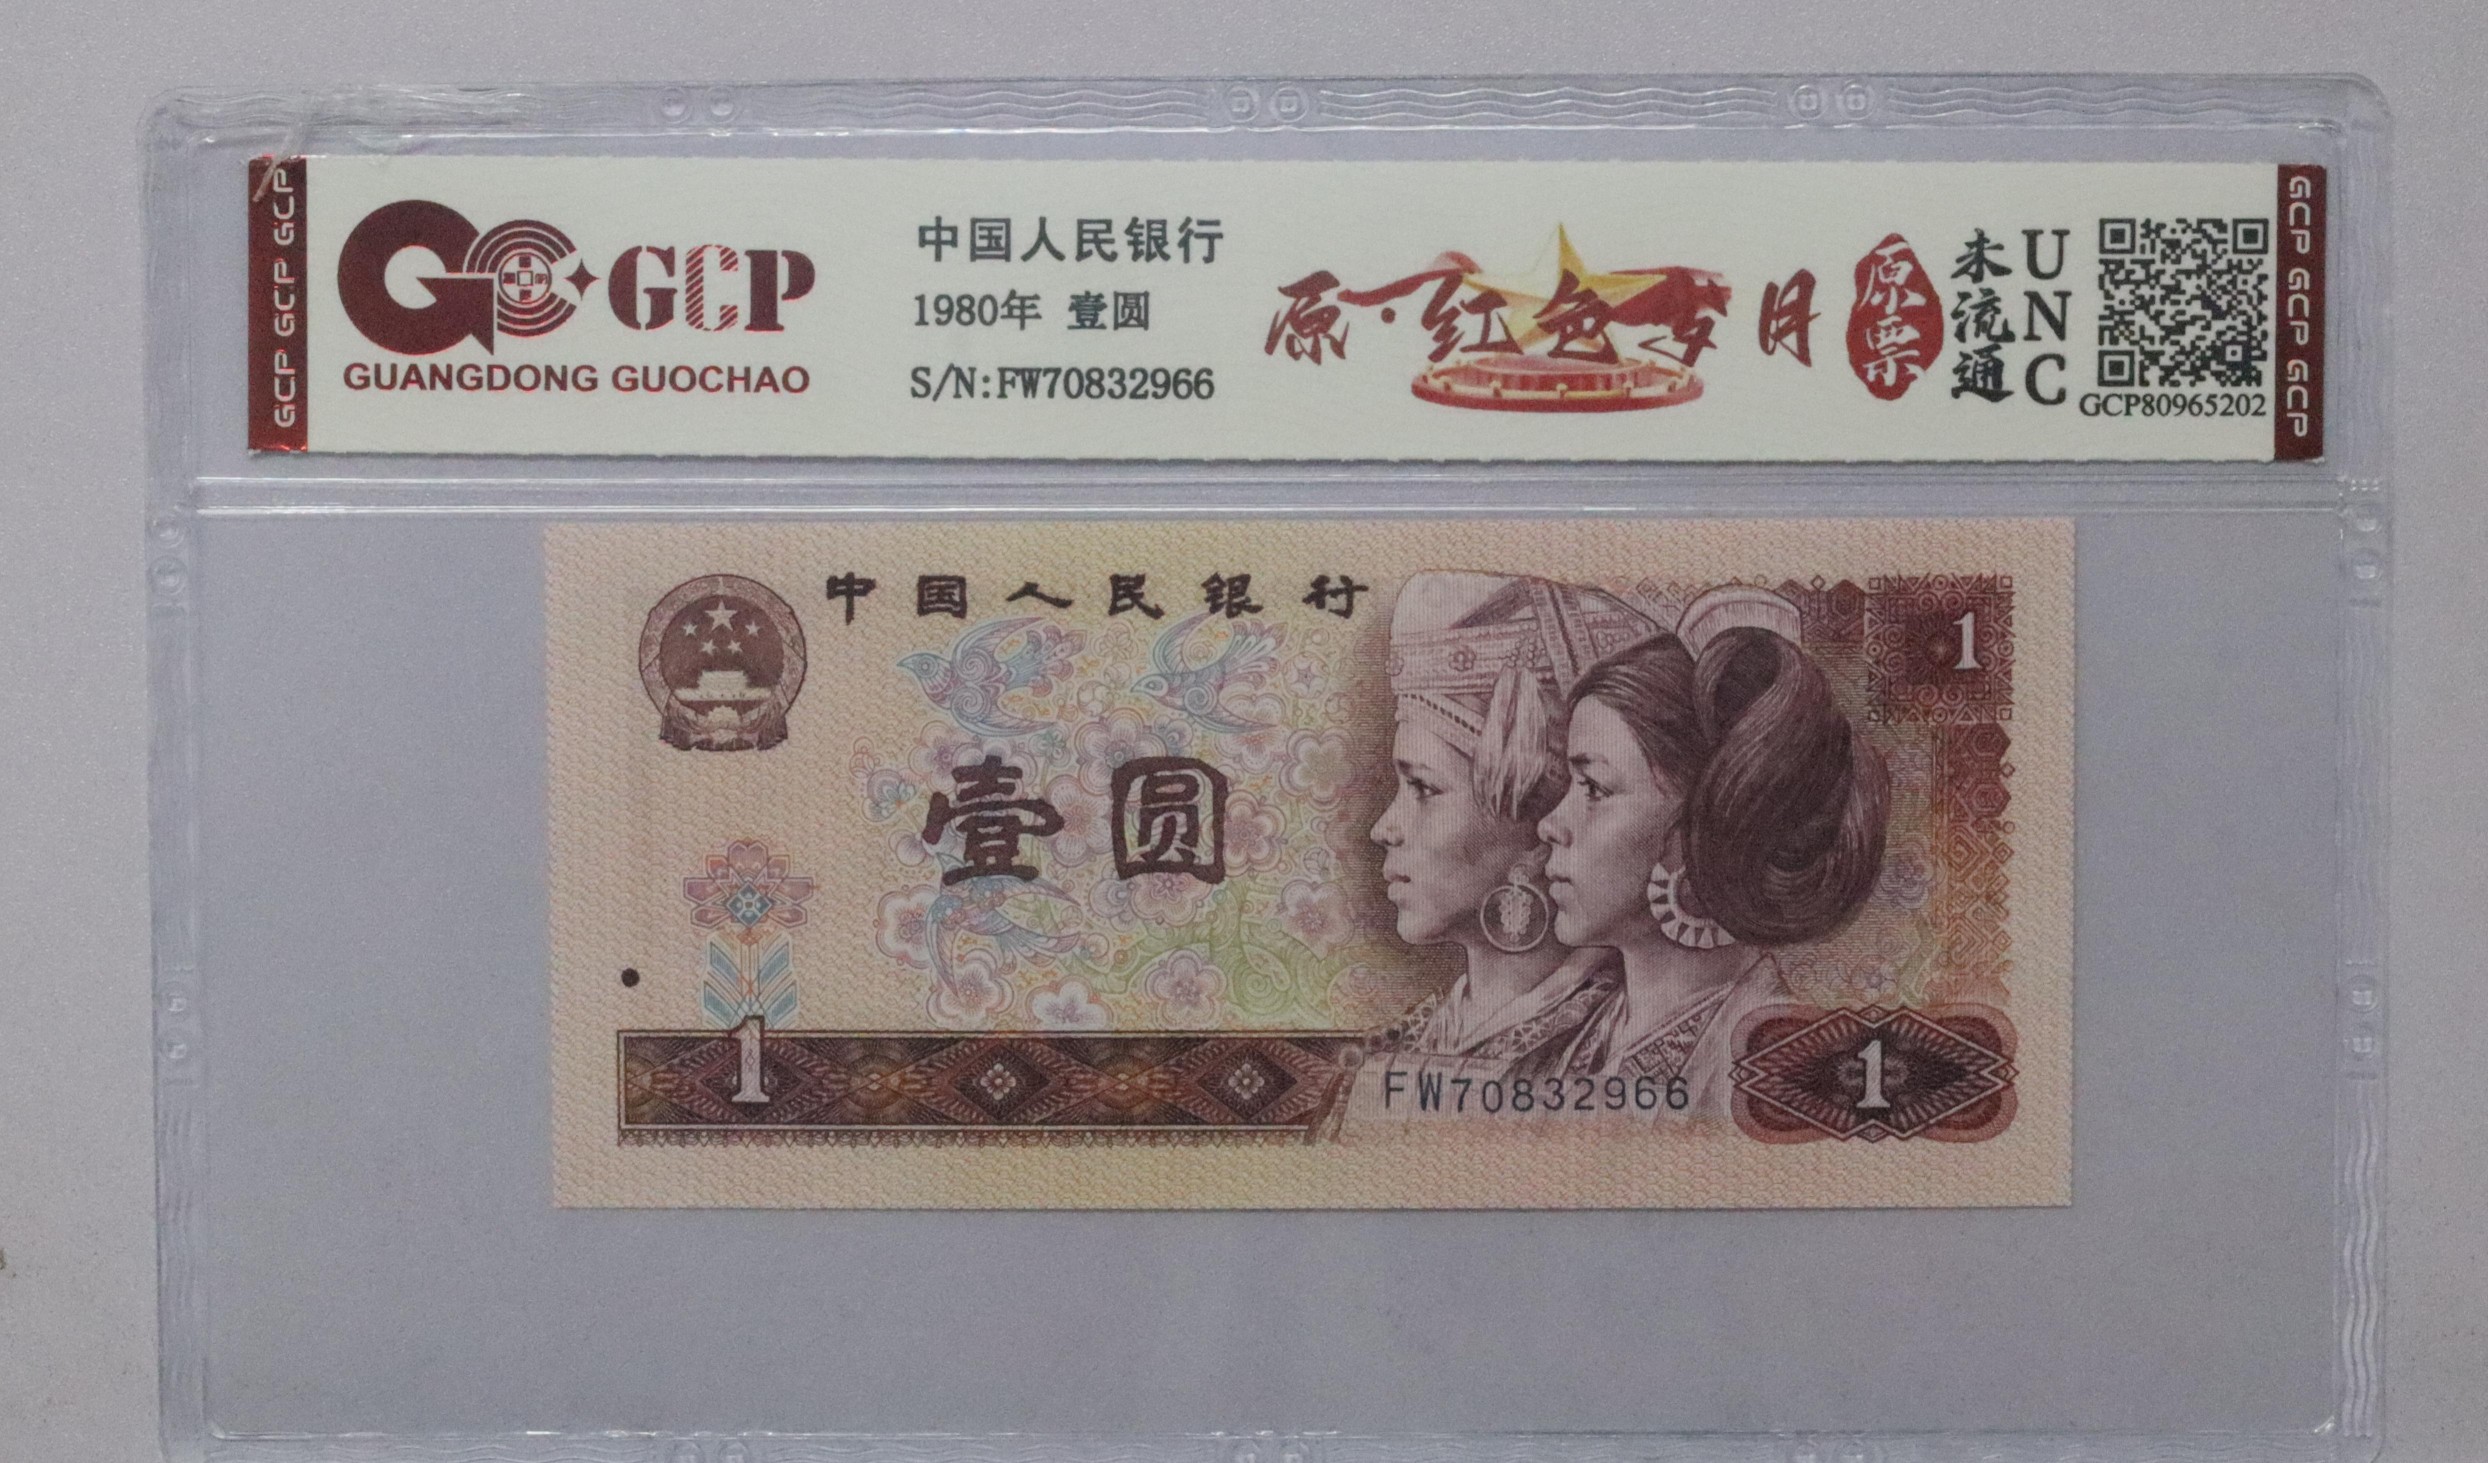 GCP GCP GCP
GCP
GUANGDONG GUOCHAO
中国人民银行
1980年 壹圆
S/N:FW70832966
原·红色岁月
原票
未流通
UNC
GCP80965202
GCP GCP GCP
中国人民银行
1
壹圆
1
FW70832966
1